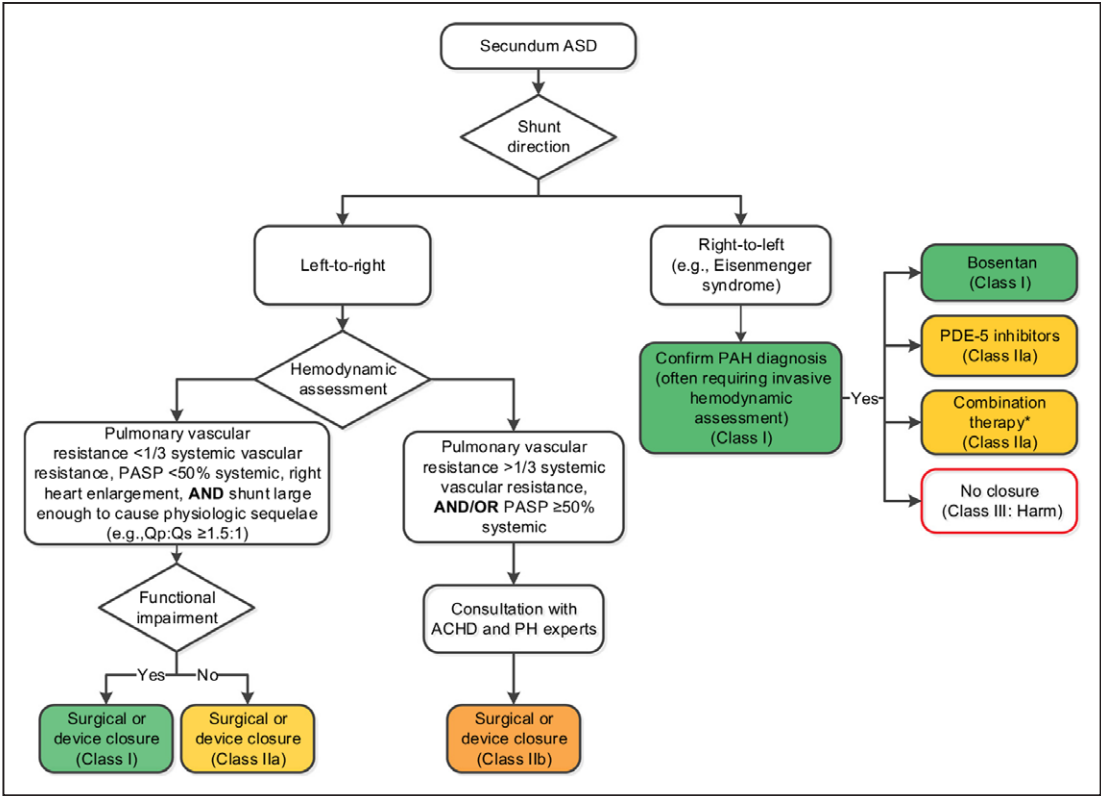 Secundum ASD
Shunt
direction
Left-to-right
Right-to-left
(e.g., Eisenmenger
syndrome)
Bosentan
(Class I)
Hemodynamic
assessment
Confirm PAH diagnosis
(often requiring invasive
hemodynamic
assessment)
(Class I)
Yes
PDE-5 inhibitors
(Class IIa)
Combination
therapy*
(Class IIa)
No closure
(Class III: Harm)
Pulmonary vascular
resistance <1/3 systemic vascular
resistance, PASP <50% systemic, right
heart enlargement, AND shunt large
enough to cause physiologic sequelae
(e.g.,Qp:Qs ≥1.5:1)
Pulmonary vascular
resistance >1/3 systemic
vascular resistance,
AND/OR PASP ≥50%
systemic
Functional
impairment
Consultation with
ACHD and PH experts
Yes
No
Surgical or
device closure
(Class I)
Surgical or
device closure
(Class IIa)
Surgical or
device closure
(Class IIb)